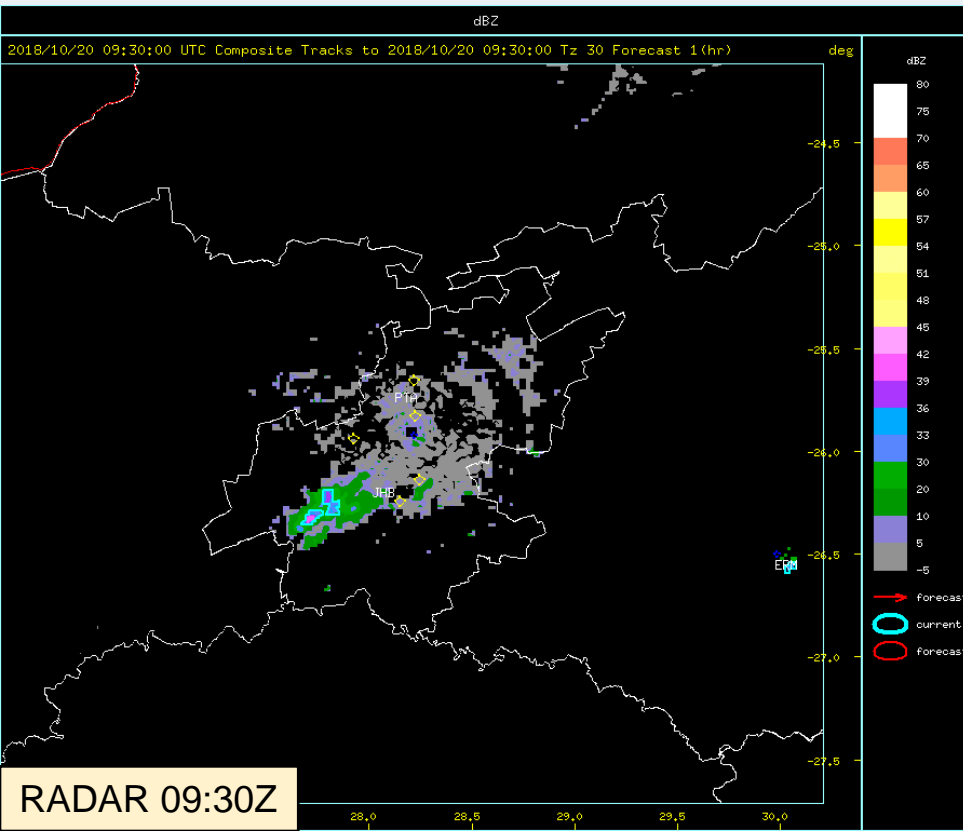 dBZ
2018/10/20 09:30:00 UTC Composite Tracks to 2018/10/20 09:30:00 Tz 30 Forecast 1(hr) deg
dBZ
80
75
70
65
60
57
54
51
48
45
42
39
36
33
30
20
10
5
-5
-24.5
-25.0
-25.5
-26.0
-26.5
-27.0
-27.5
PTA
JHB
ERM
forecast
current
forecast
RADAR 09:30Z
28.0 28.5 29.0 29.5 30.0